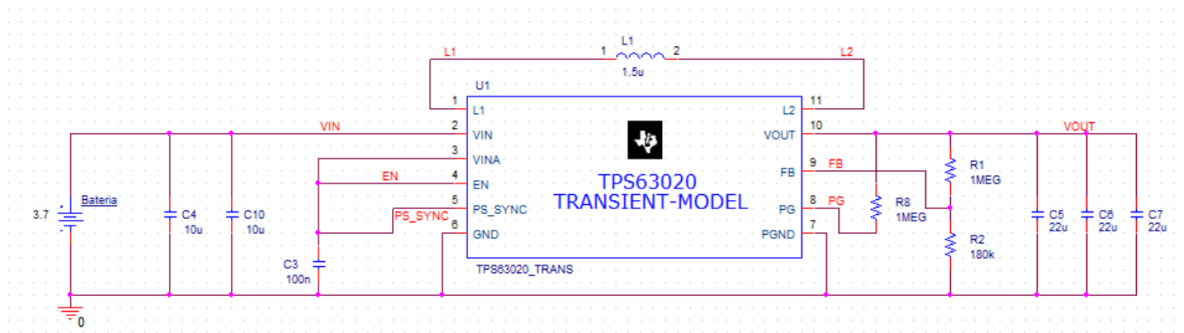 L1
L1
1
2
L2
1.5u
U1
1
L1
L2
11
VIN
2
VIN
VOUT
10
VOUT
3
VINA
FB
9
FB
R1
1MEG
EN
4
EN
TPS63020
TRANSIENT-MODEL
R8
1MEG
Bateria
3.7
C4
10u
C10
10u
PS_SYNC
5
PS_SYNC
PG
8
PG
C5
22u
C6
22u
C7
22u
6
GND
PGND
7
R2
180k
C3
100n
TPS63020_TRANS
0